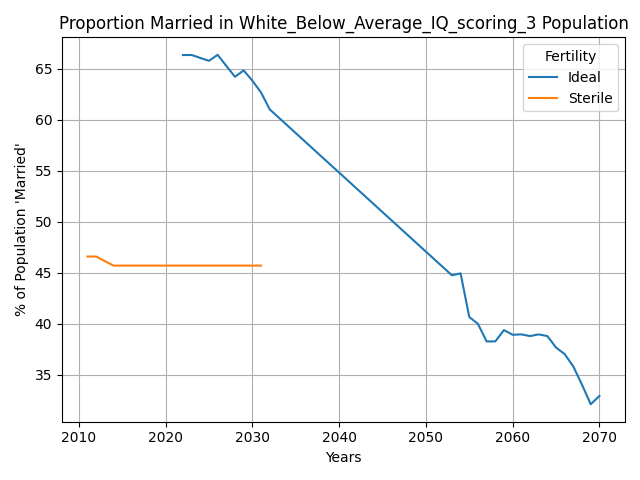 Proportion Married in White_Below_Average_IQ_scoring_3 Population
Fertility
Ideal
Sterile
% of Population 'Married'
65
60
55
50
45
40
35
2010 2020 2030 2040 2050 2060 2070
Years